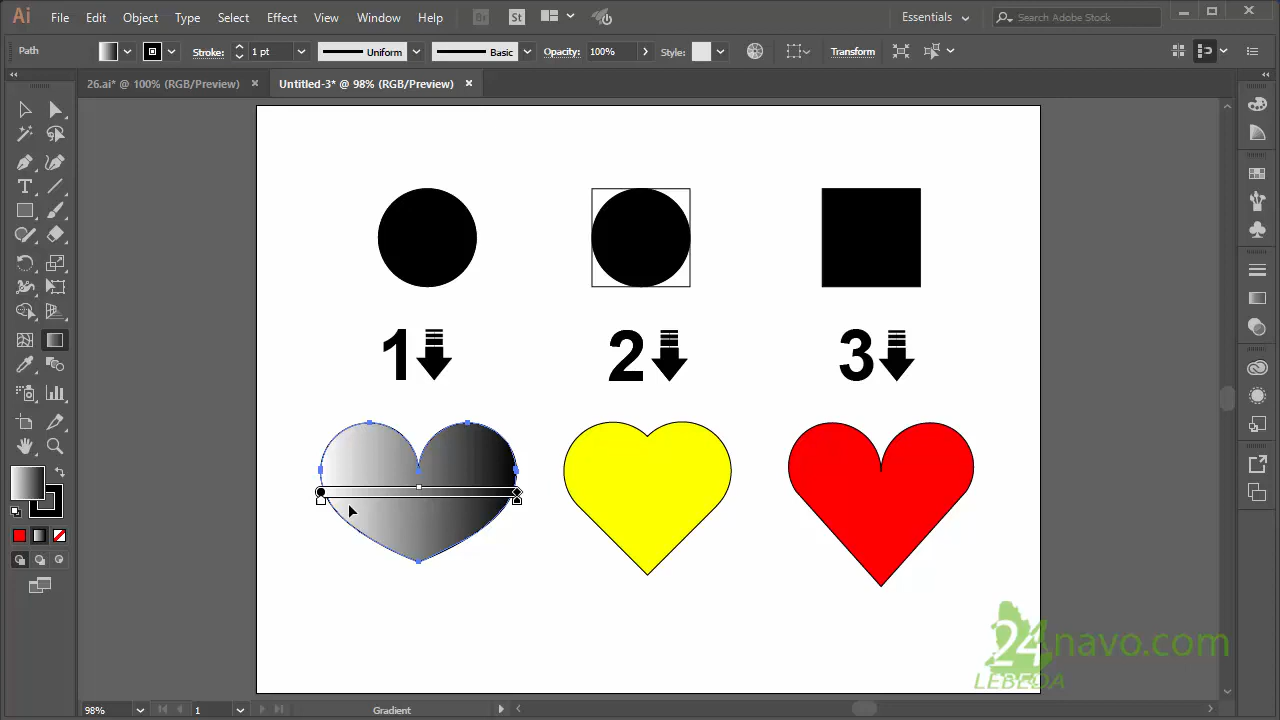 Ai File Edit Object Type Select Effect View Window Help Br St Essentials Search Adobe Stock
Path Stroke: 1 pt Uniform Basic Opacity: 100% Style: Transform
26.ai* @ 100% (RGB/Preview) Untitled-3* @ 98% (RGB/Preview)
1 2 3
24navo.com
LEBEDA
98% 1 Gradient